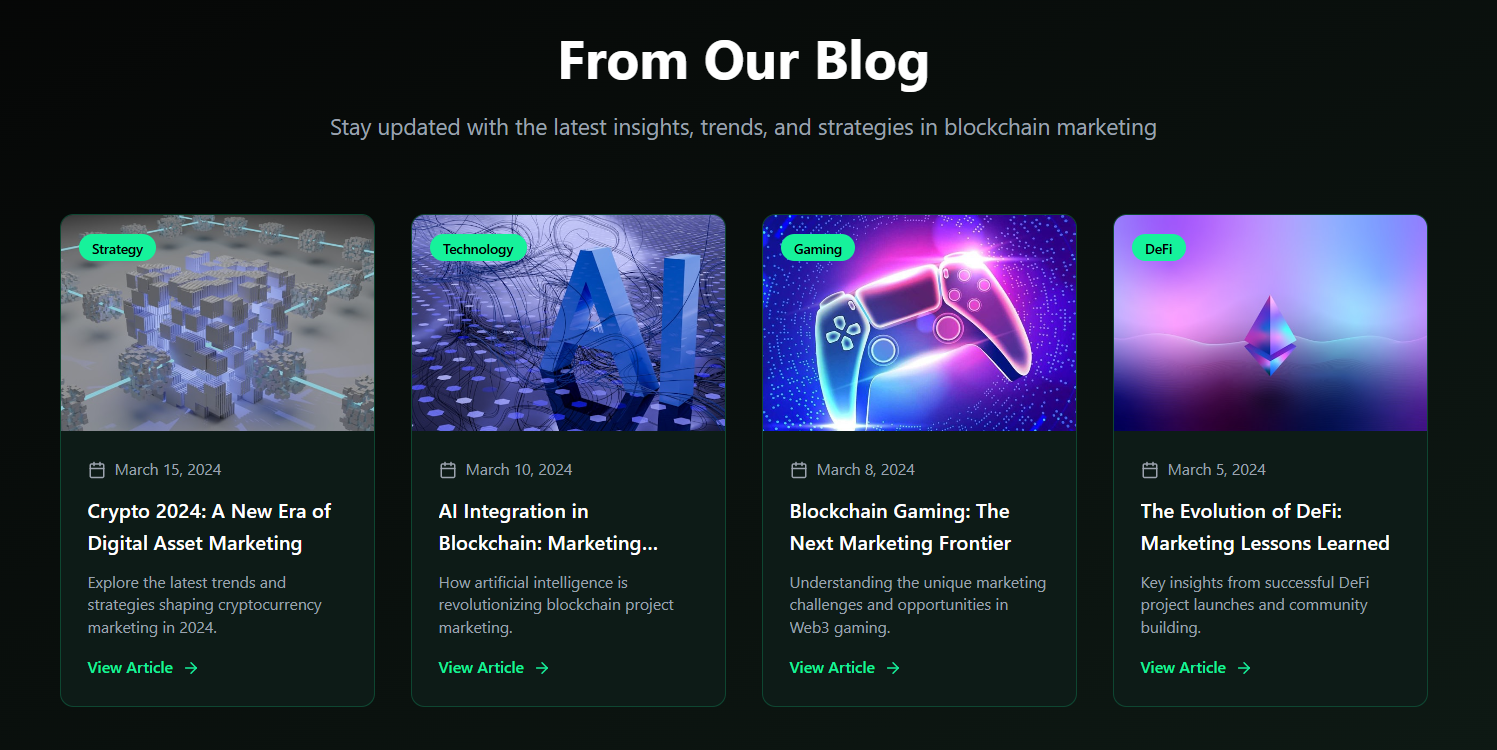 From Our Blog
Stay updated with the latest insights, trends, and strategies in blockchain marketing
Strategy
March 15, 2024
Crypto 2024: A New Era of
Digital Asset Marketing
Explore the latest trends and
strategies shaping cryptocurrency
marketing in 2024.
View Article
Technology
AI
March 10, 2024
AI Integration in
Blockchain: Marketing...
How artificial intelligence is
revolutionizing blockchain project
marketing.
View Article
Gaming
March 8, 2024
Blockchain Gaming: The
Next Marketing Frontier
Understanding the unique marketing
challenges and opportunities in
Web3 gaming.
View Article
DeFi
March 5, 2024
The Evolution of DeFi:
Marketing Lessons Learned
Key insights from successful DeFi
project launches and community
building.
View Article